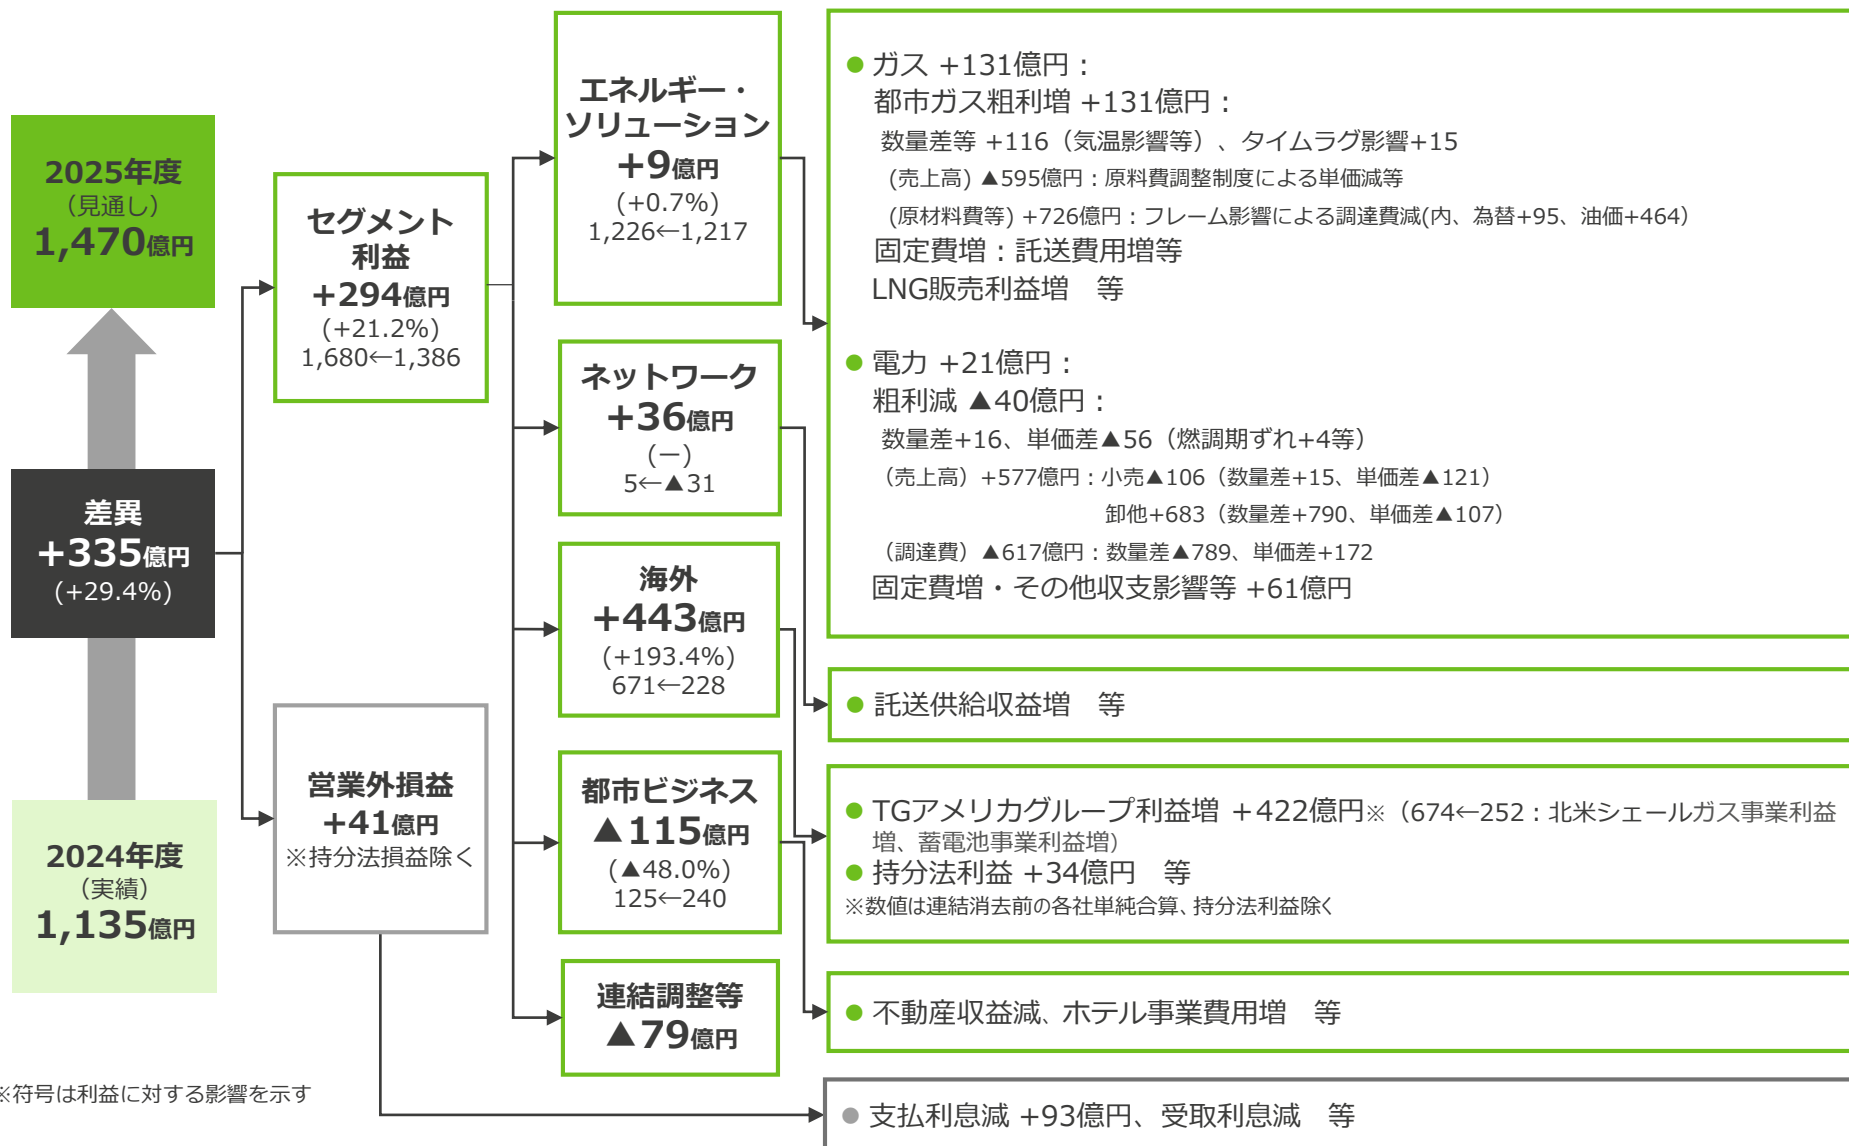 2025年度
（見通し）
1,470億円
差異
+335億円
(+29.4%)
2024年度
（実績）
1,135億円
※符号は利益に対する影響を示す
セグメント
利益
+294億円
(+21.2%)
1,680←1,386
営業外損益
+41億円
※持分法損益除く
エネルギー・
ソリューション
+9億円
(+0.7%)
1,226←1,217
ネットワーク
+36億円
(－)
5←▲31
海外
+443億円
(+193.4%)
671←228
都市ビジネス
▲115億円
(▲48.0%)
125←240
連結調整等
▲79億円
● ガス +131億円：
都市ガス粗利増 +131億円：
数量差等 +116（気温影響等）、タイムラグ影響+15
(売上高) ▲595億円：原料費調整制度による単価減等
(原材料費等) +726億円：フレーム影響による調達費減(内、為替+95、油価+464）
固定費増：託送費用増等
LNG販売利益増　等
● 電力 +21億円：
粗利減 ▲40億円：
数量差+16、単価差▲56（燃調期ずれ+4等）
（売上高）+577億円：小売▲106（数量差+15、単価差▲121）
卸他+683（数量差+790、単価差▲107）
（調達費）▲617億円：数量差▲789、単価差+172
固定費増・その他収支影響等 +61億円
● 託送供給収益増　等
● TGアメリカグループ利益増 +422億円※（674←252：北米シェールガス事業利益
増、蓄電池事業利益増)
● 持分法利益 +34億円　等
※数値は連結消去前の各社単純合算、持分法利益除く
● 不動産収益減、ホテル事業費用増　等
● 支払利息減 +93億円、受取利息減　等